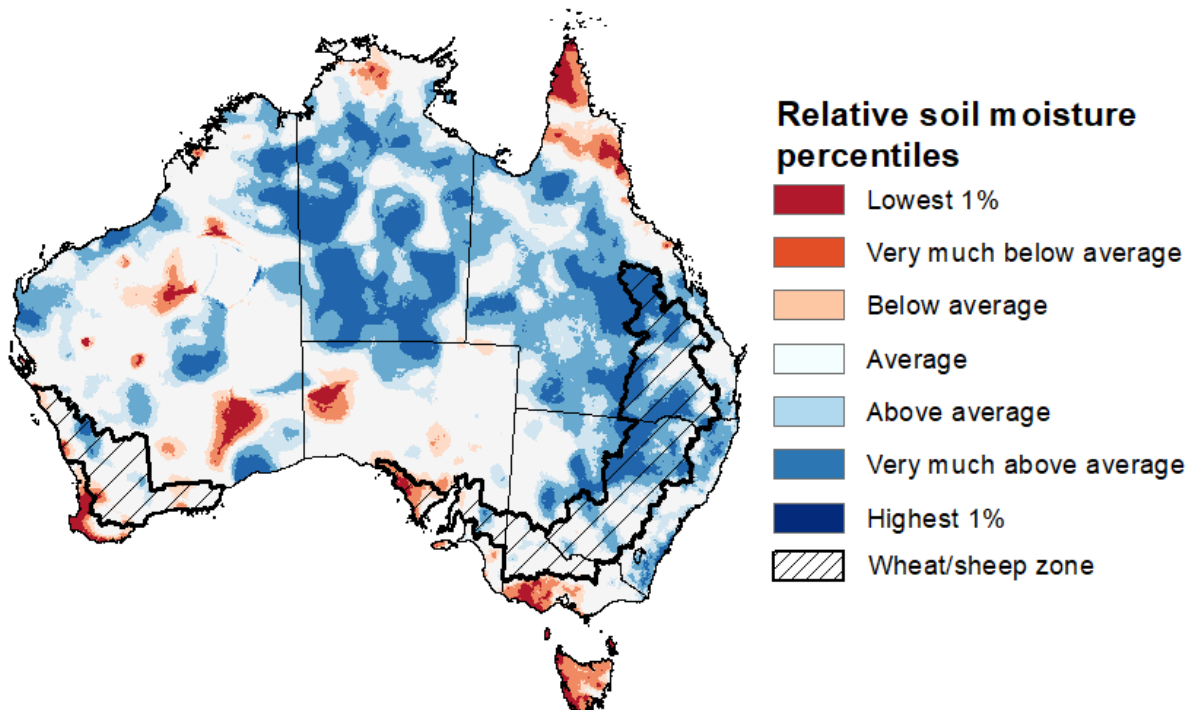 Relative soil moisture
percentiles
Lowest 1%
Very much below average
Below average
Average
Above average
Very much above average
Highest 1%
Wheat/sheep zone